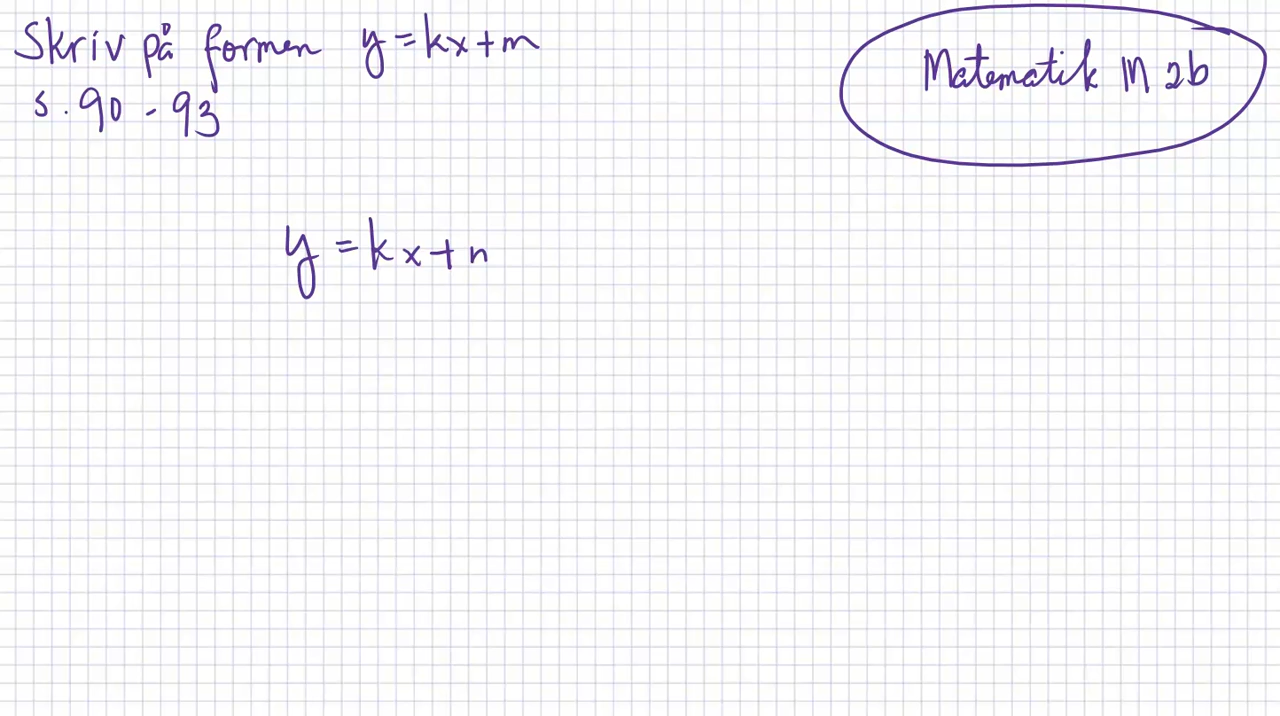 Skriv på formen y = kx + m
s. 90 - 93
Matematik M 2b
y = kx + n